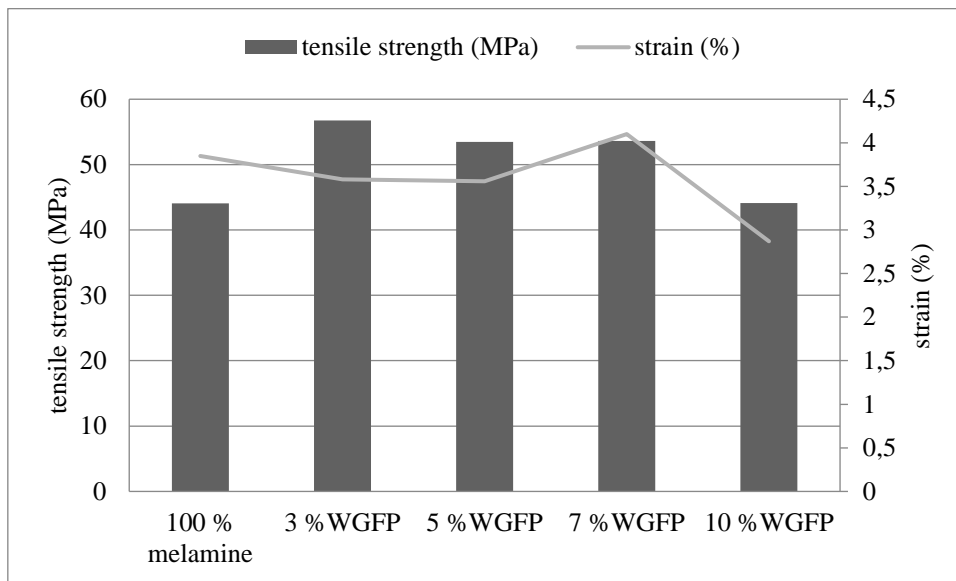 tensile strength (MPa) strain (%)
60
50
40
30
20
10
0
tensile strength (MPa)
4,5
4
3,5
3
2,5
2
1,5
1
0,5
0
strain (%)
100 %
melamine
3 %WGFP
5 %WGFP
7 %WGFP
10 %WGFP